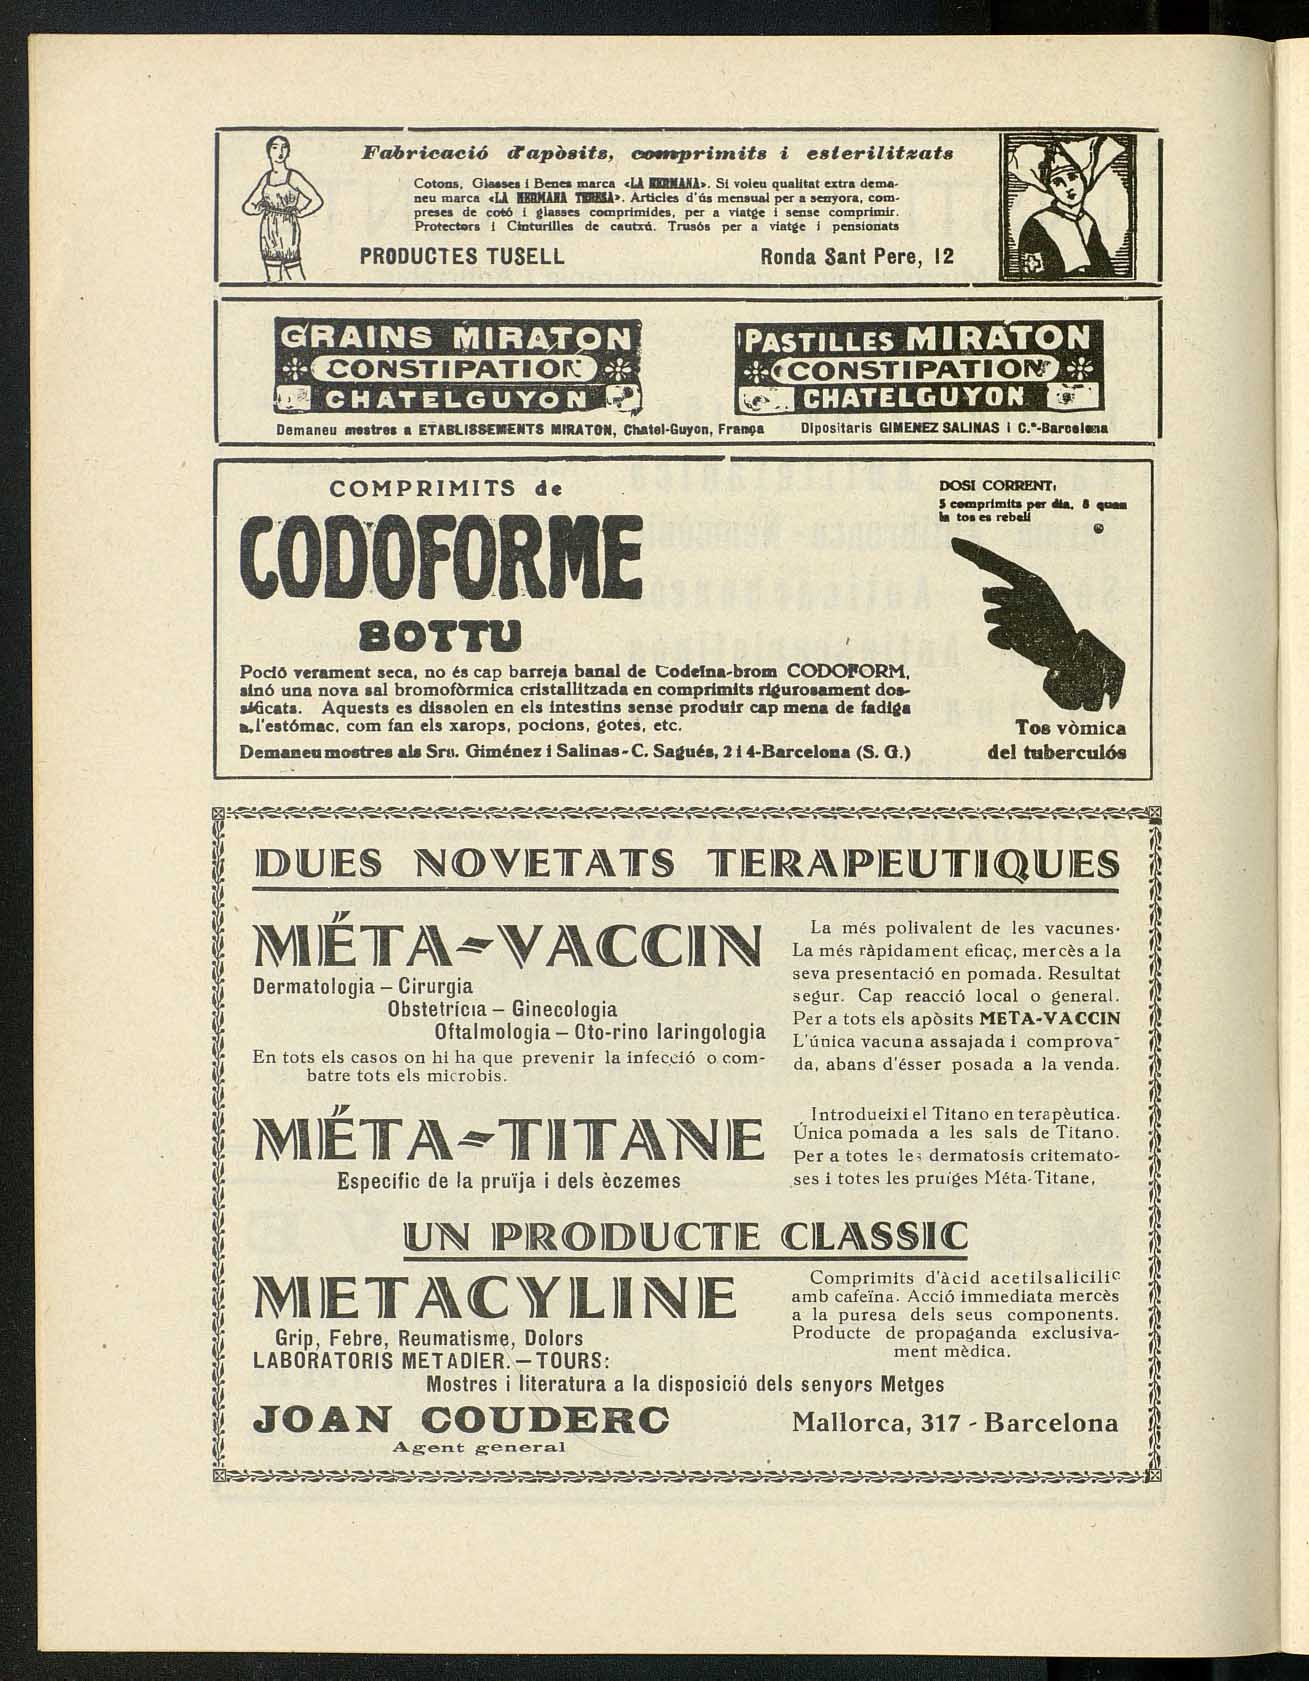 Fabricació d'apòsits, comprimits i esterilitzats
Cotons, Glasses i Benes marca «LA HERMANA». Si voleu qualitat extra dema-
neu marca «LA HERMANA TERESA». Articles d'ús mensual per a senyora, com-
preses de cotó i glasses comprimides, per a viatge i sense comprimir.
Protectors i Cinturilles de cautxú. Trusós per a viatge i pensionats
PRODUCTES TUSELL Ronda Sant Pere, 12
GRAINS MIRATON
CONSTIPATION
CHATELGUYON
PASTILLES MIRATON
CONSTIPATION
CHATELGUYON
Demaneu mostres a ETABLISSEMENTS MIRATON, Chatel-Guyon, França Dipositaris GIMENEZ SALINAS i C.ª-Barcelona
COMPRIMITS de
CODOFORME
BOTTU
DOSI CORRENT:
5 comprimits per dia, 8 quan
la tos es rebell
Poció verament seca, no és cap barreja banal de Codeína-brom CODOFORM,
sinó una nova sal bromofòrmica cristallitzada en comprimits rigurosament dos-
sificats. Aquests es dissolen en els intestins sense produir cap mena de fadiga
a l'estómac, com fan els xarops, pocions, gotes, etc.
Demaneu mostres als Srs. Giménez i Salinas-C. Sagués, 2 i 4-Barcelona (S. G.)
Tos vòmica
del tuberculós
DUES NOVETATS TERAPEUTIQUES
MÉTA-VACCIN
Dermatologia – Cirurgia
Obstetrícia – Ginecologia
Oftalmologia – Oto-rino laringologia
En tots els casos on hi ha que prevenir la infecció o com-
batre tots els microbis.
La més polivalent de les vacunes.
La més ràpidament eficaç, mercès a la
seva presentació en pomada. Resultat
segur. Cap reacció local o general.
Per a tots els apòsits META-VACCIN
L'única vacuna assajada i comprova-
da, abans d'ésser posada a la venda.
MÉTA-TITANE
Específic de la pruïja i dels èczemes
Introdueixi el Titano en terapèutica.
Única pomada a les sals de Titano.
per a totes les dermatosis critemato-
ses i totes les pruïges Méta-Titane,
UN PRODUCTE CLASSIC
METACYLINE
Grip, Febre, Reumatisme, Dolors
LABORATORIS METADIER. – TOURS:
Comprimits d'àcid acetilsalicilic
amb cafeïna. Acció immediata mercès
a la puresa dels seus components.
Producte de propaganda exclusiva-
ment mèdica.
Mostres i literatura a la disposició dels senyors Metges
JOAN COUDERC Mallorca, 317 - Barcelona
Agent general